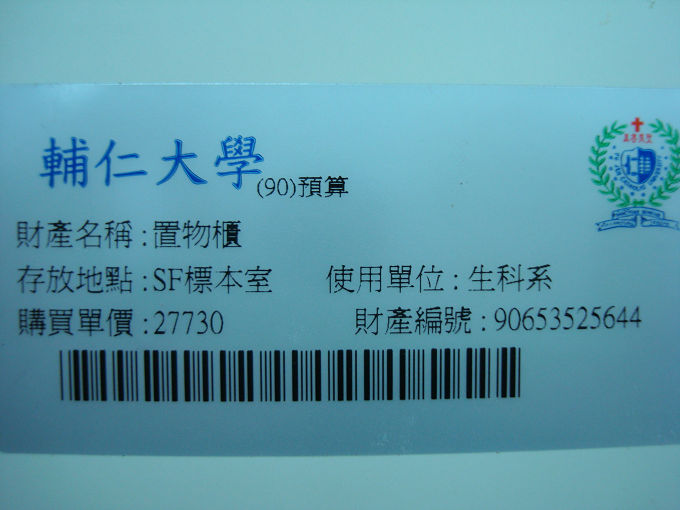 輔仁大學(90)預算
財產名稱:置物櫃
存放地點:SF標本室 使用單位:生科系
購買單價:27730 財產編號:90653525644